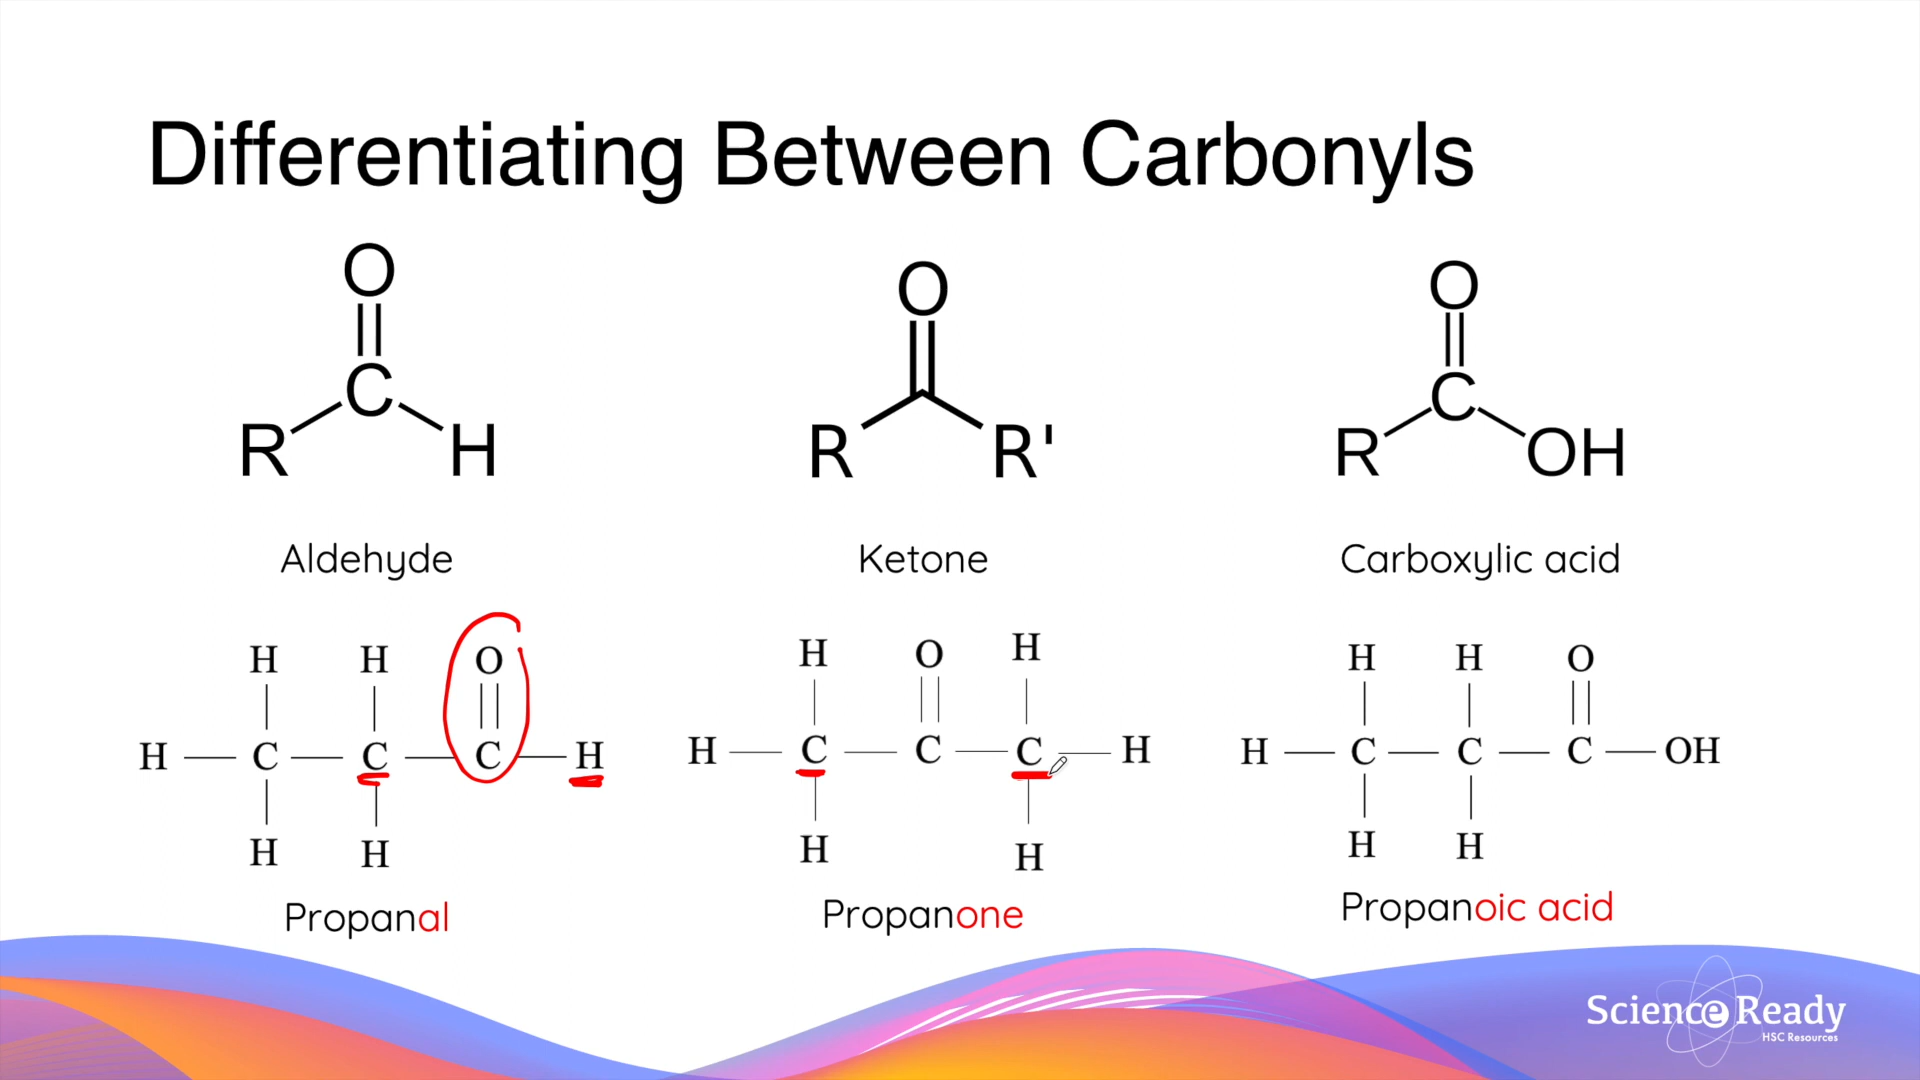 Differentiating Between Carbonyls
O
C
R H
O
R R'
O
C
R OH
Aldehyde
Ketone
Carboxylic acid
H H O
H C C C H
H H
H O H
H C C C H
H H
H H O
H C C C OH
H H
Propanal
Propanone
Propanoic acid
Science Ready
HSC Resources